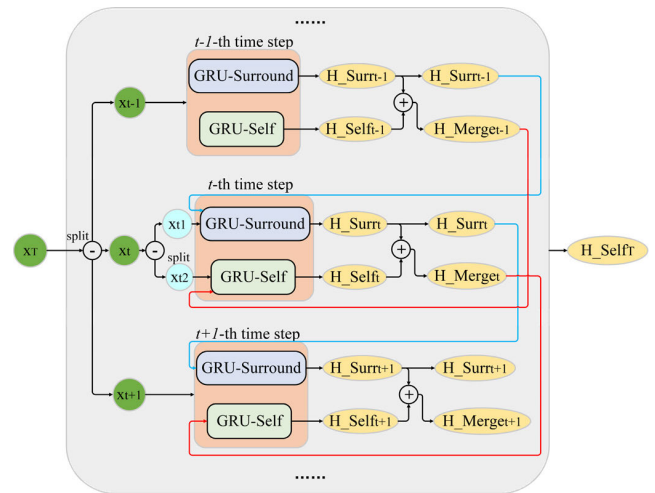 ......
t-1-th time step
GRU-Surround H_Surrt-1 H_Surrt-1
xt-1
+
GRU-Self H_Selft-1 H_Merget-1
t-th time step
xt1 GRU-Surround H_Surrt H_Surrt
split
xT - xt - + H_Self'T
split
xt2 GRU-Self H_Selft H_Merget
t+1-th time step
GRU-Surround H_Surrt+1 H_Surrt+1
xt+1
+
GRU-Self H_Selft+1 H_Merget+1
......